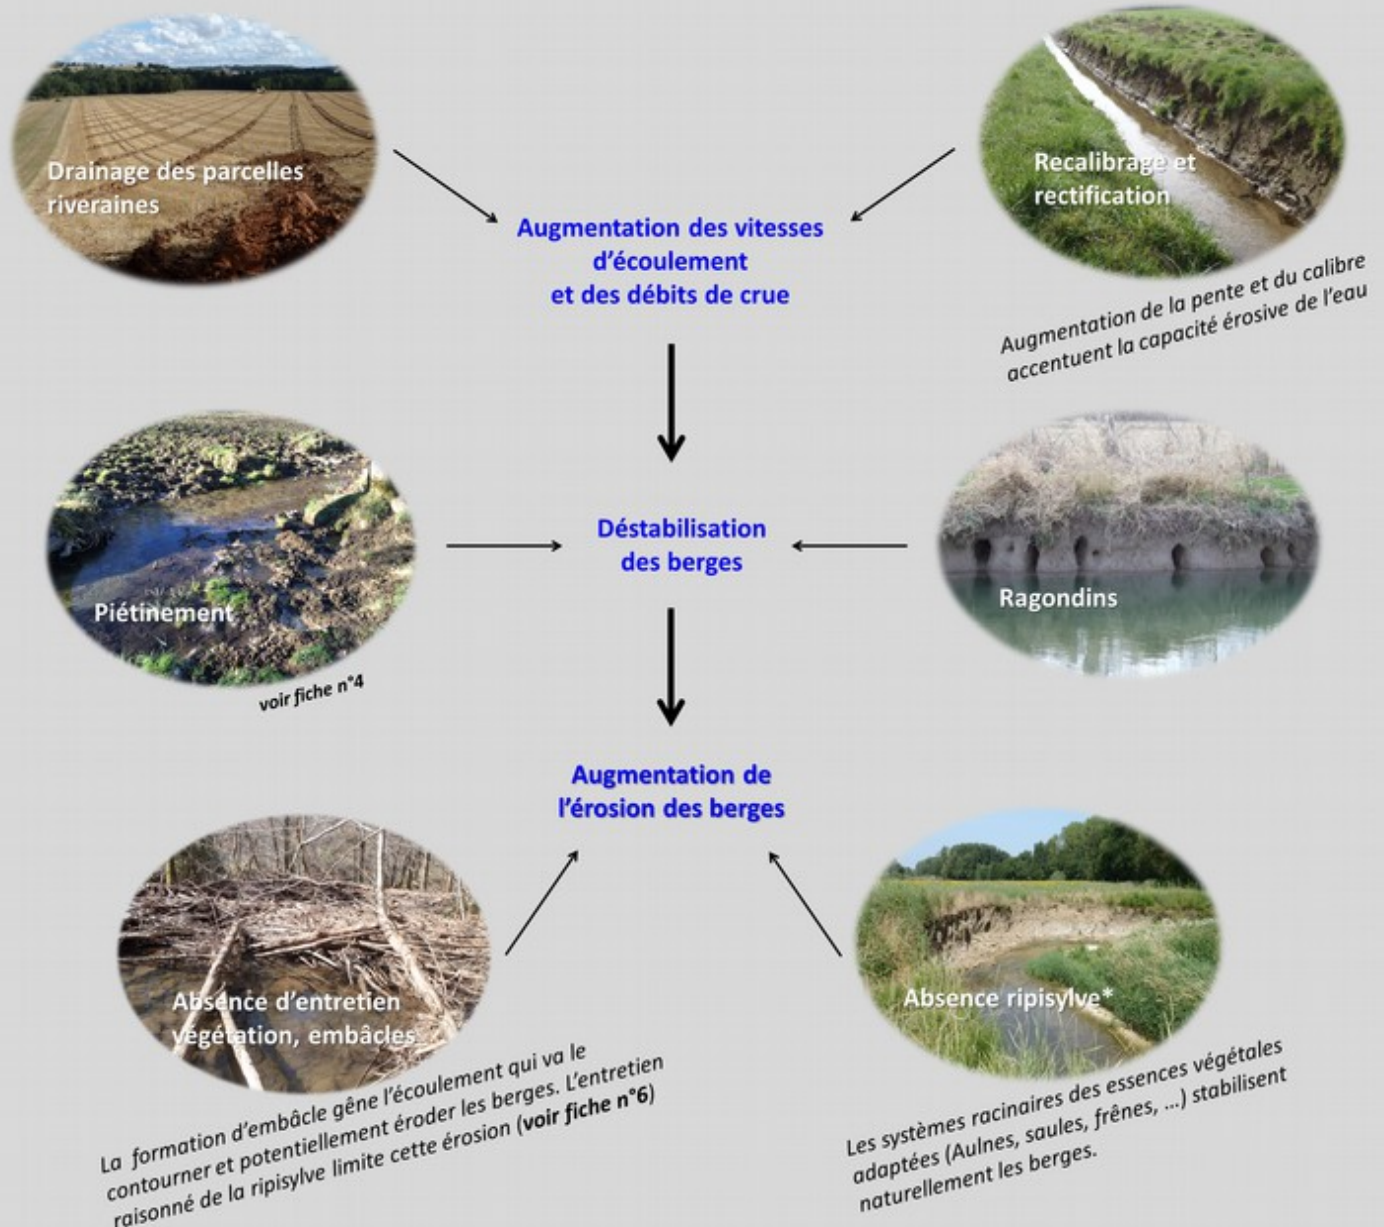 Drainage des parcelles
riveraines
Recalibrage et
rectification
Augmentation des vitesses
d'écoulement
et des débits de crue
Augmentation de la pente et du calibre
accentuent la capacité érosive de l'eau
Piétinement
voir fiche n°4
Déstabilisation
des berges
Ragondins
Augmentation de
l'érosion des berges
Absence d'entretien
végétation, embâcles
La formation d'embâcle gêne l'écoulement qui va le
contourner et potentiellement éroder les berges. L'entretien
raisonné de la ripisylve limite cette érosion (voir fiche n°6)
Absence ripisylve*
Les systèmes racinaires des essences végétales
adaptées (Aulnes, saules, frênes, ...) stabilisent
naturellement les berges.